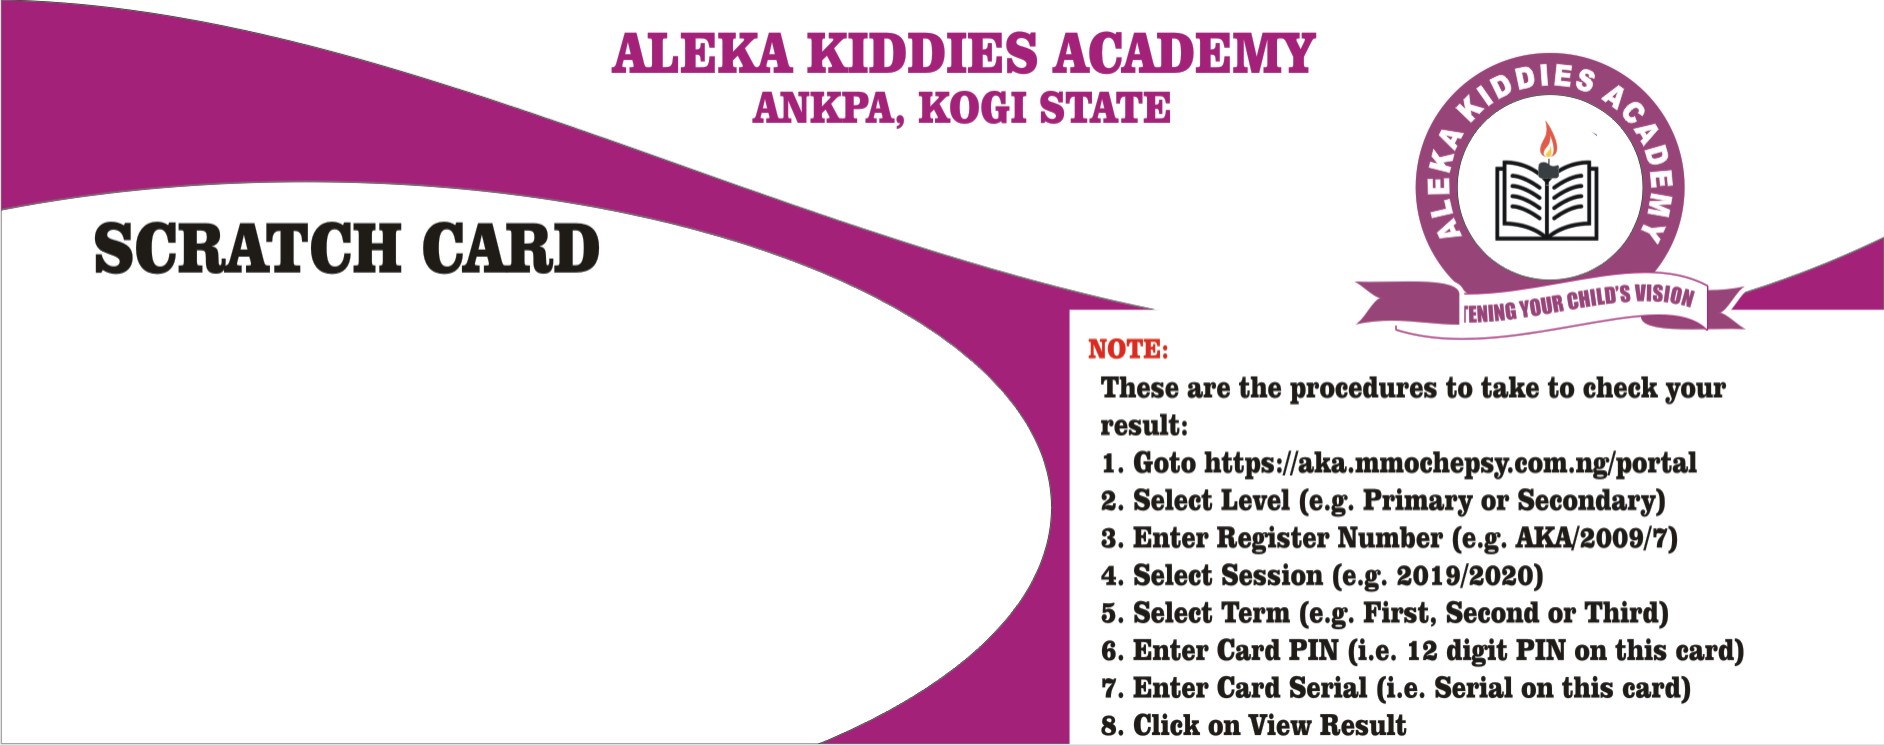 ALEKA KIDDIES ACADEMY
ANKPA, KOGI STATE
ALEKA KIDDIES ACADEMY
YOUR CHILD'S VISION
SCRATCH CARD
NOTE:
These are the procedures to take to check your
result:
1. Goto https://aka.mmochepsy.com.ng/portal
2. Select Level (e.g. Primary or Secondary)
3. Enter Register Number (e.g. AKA/2009/7)
4. Select Session (e.g. 2019/2020)
5. Select Term (e.g. First, Second or Third)
6. Enter Card PIN (i.e. 12 digit PIN on this card)
7. Enter Card Serial (i.e. Serial on this card)
8. Click on View Result